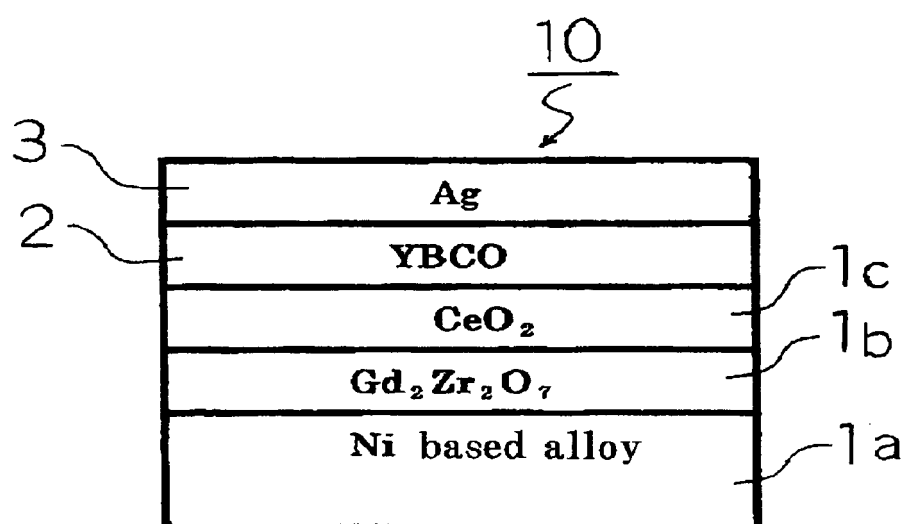 10
3
Ag
2
YBCO
1c
CeO₂
1b
Gd₂Zr₂O₇
Ni based alloy
1a